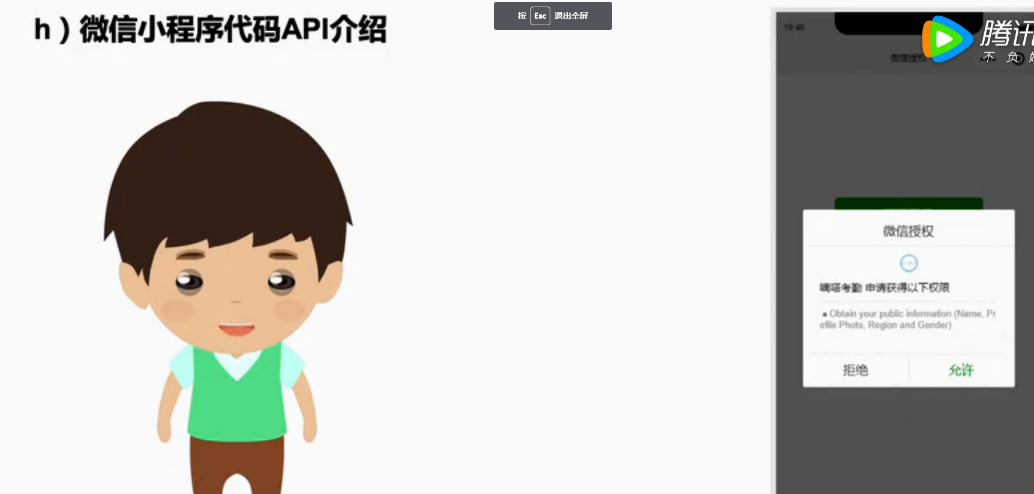 h）微信小程序代码API介绍
按 Esc 退出全屏
19:49
微信授权
腾讯
不负好
微信授权
嘀嗒考勤 申请获得以下权限
● Obtain your public information (Name, Pr
ofile Photo, Region and Gender)
拒绝 允许